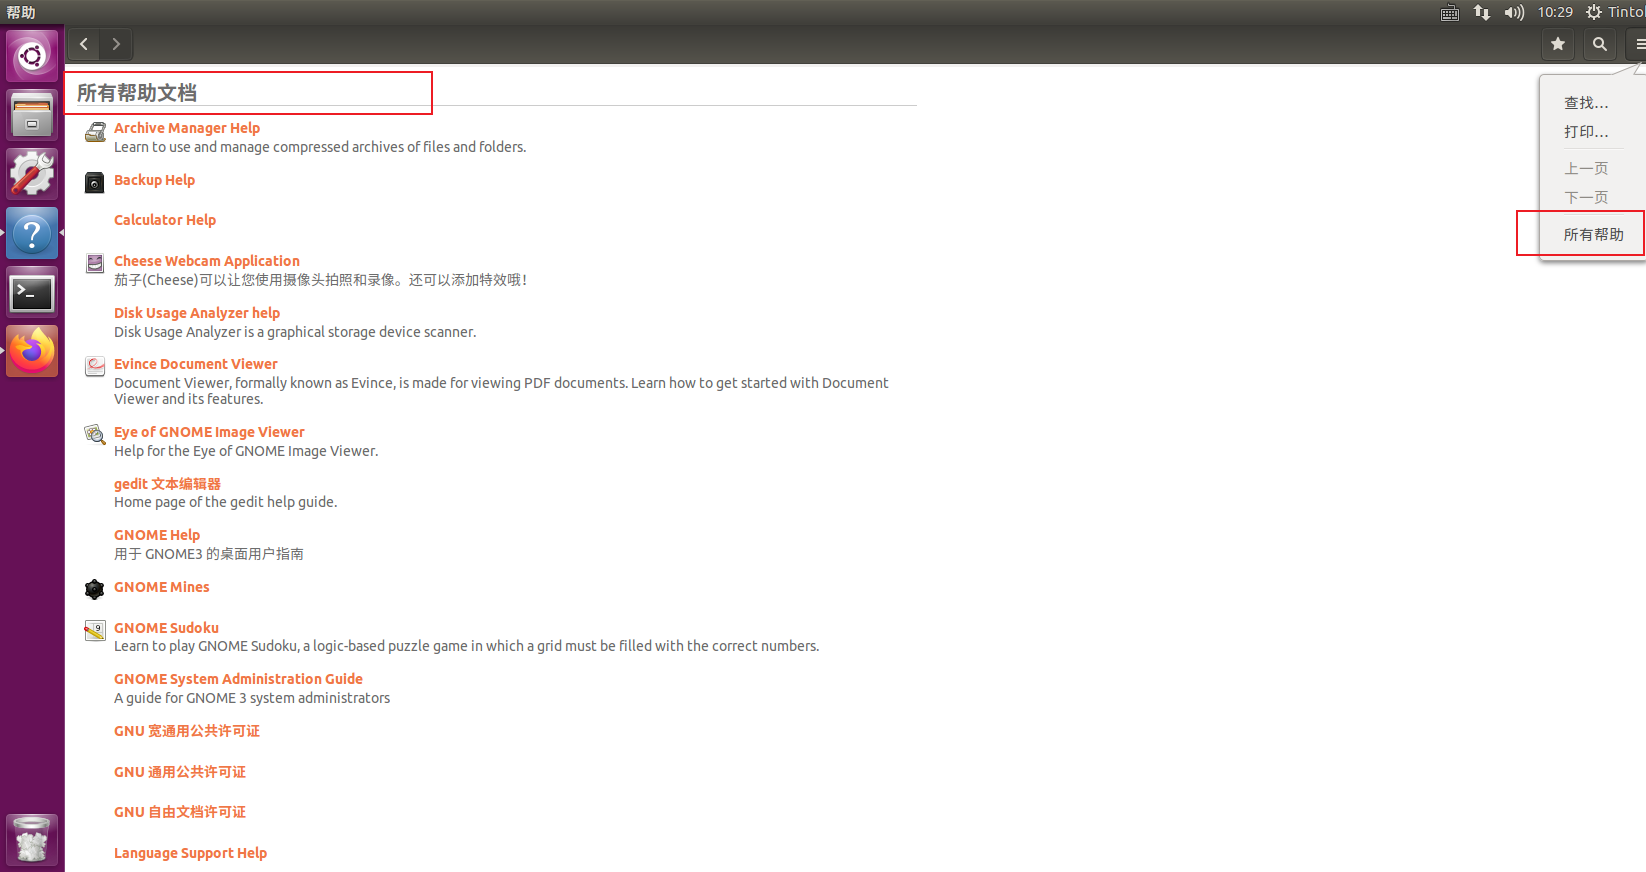 帮助
10:29
Tinto
所有帮助文档
Archive Manager Help
Learn to use and manage compressed archives of files and folders.
Backup Help
Calculator Help
Cheese Webcam Application
茄子(Cheese)可以让您使用摄像头拍照和录像。还可以添加特效哦！
Disk Usage Analyzer help
Disk Usage Analyzer is a graphical storage device scanner.
Evince Document Viewer
Document Viewer, formally known as Evince, is made for viewing PDF documents. Learn how to get started with Document
Viewer and its features.
Eye of GNOME Image Viewer
Help for the Eye of GNOME Image Viewer.
gedit 文本编辑器
Home page of the gedit help guide.
GNOME Help
用于 GNOME3 的桌面用户指南
GNOME Mines
GNOME Sudoku
Learn to play GNOME Sudoku, a logic-based puzzle game in which a grid must be filled with the correct numbers.
GNOME System Administration Guide
A guide for GNOME 3 system administrators
GNU 宽通用公共许可证
GNU 通用公共许可证
GNU 自由文档许可证
Language Support Help
查找...
打印...
上一页
下一页
所有帮助